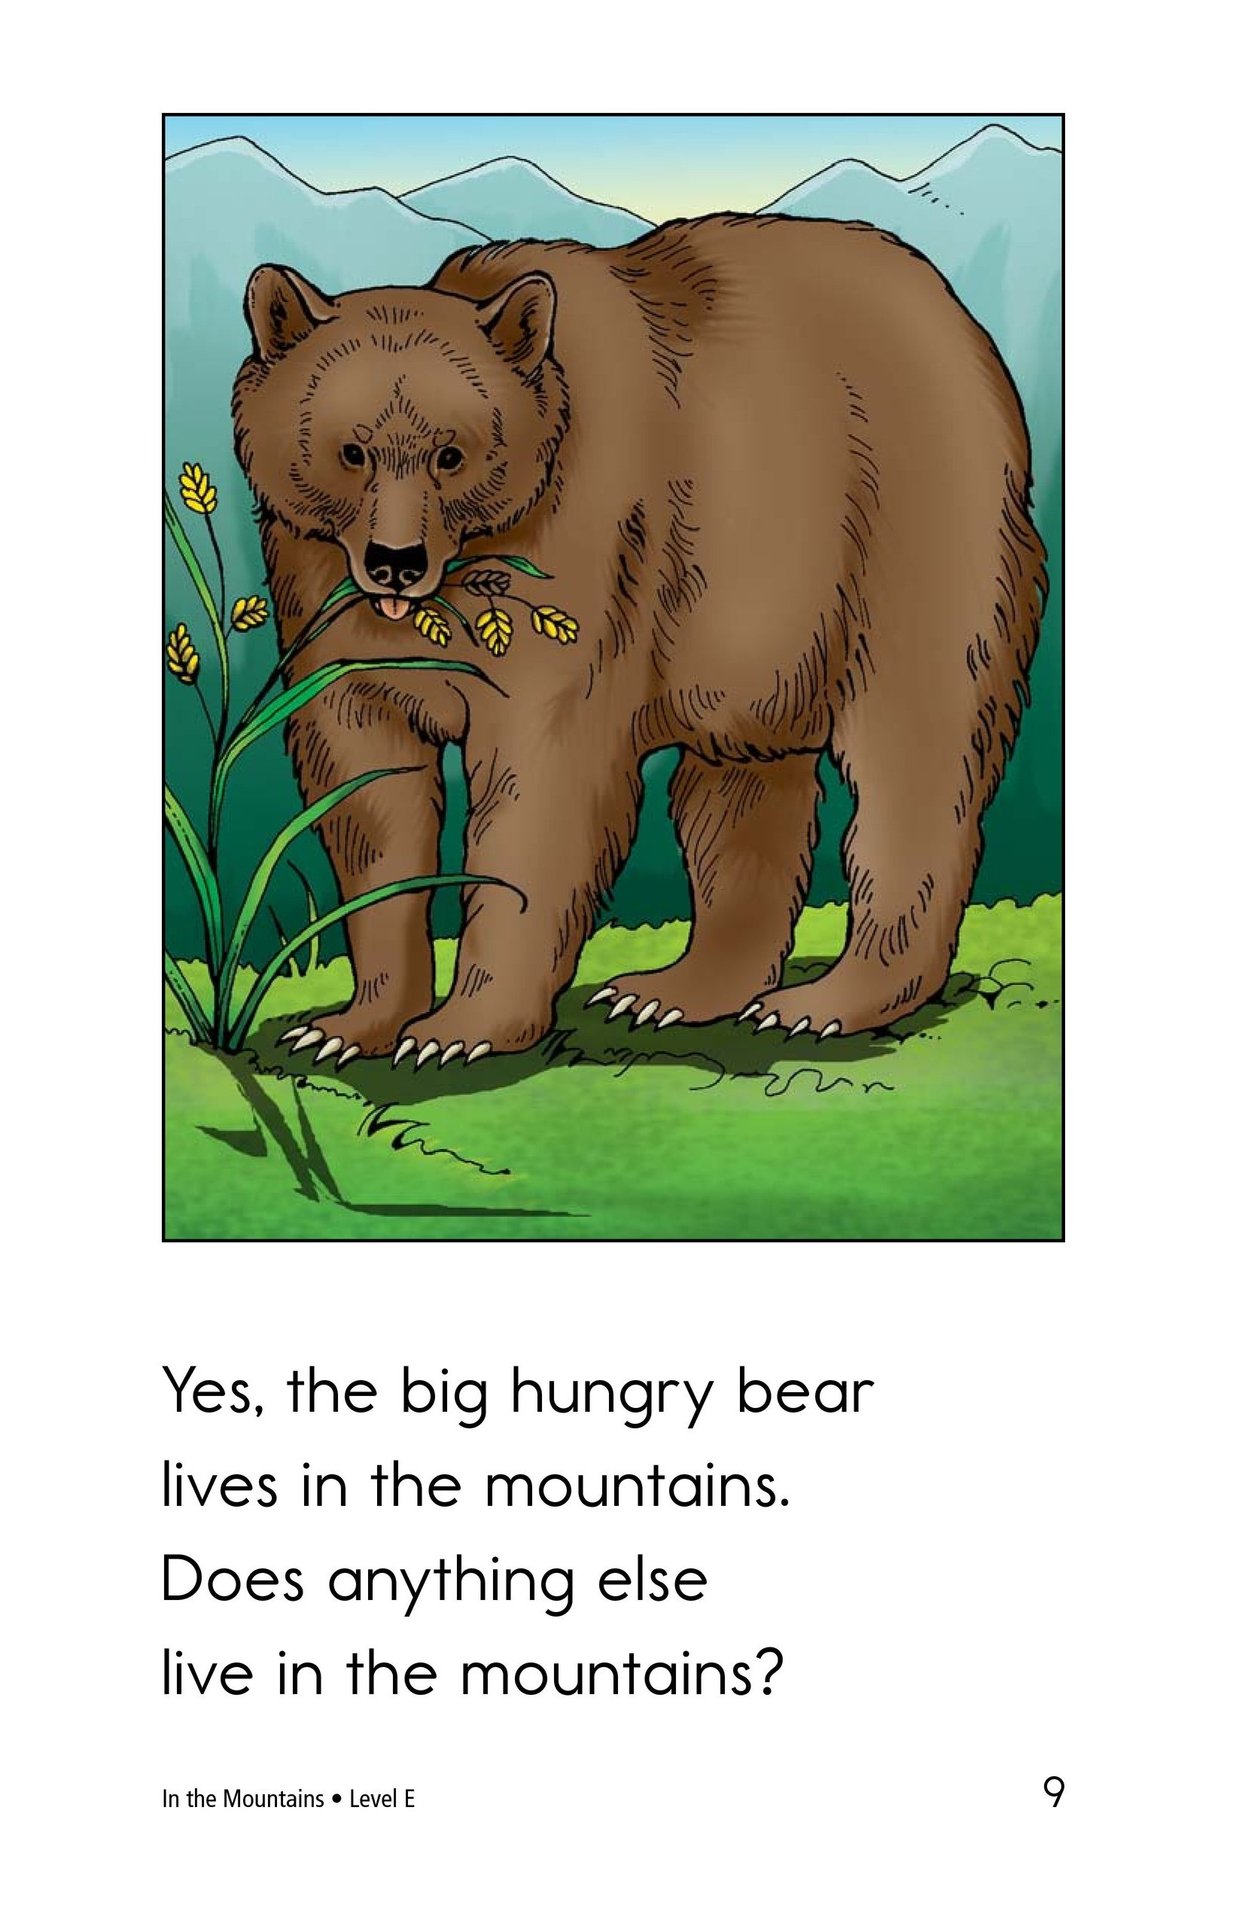 Yes, the big hungry bear
lives in the mountains.
Does anything else
live in the mountains?
In the Mountains • Level E
9